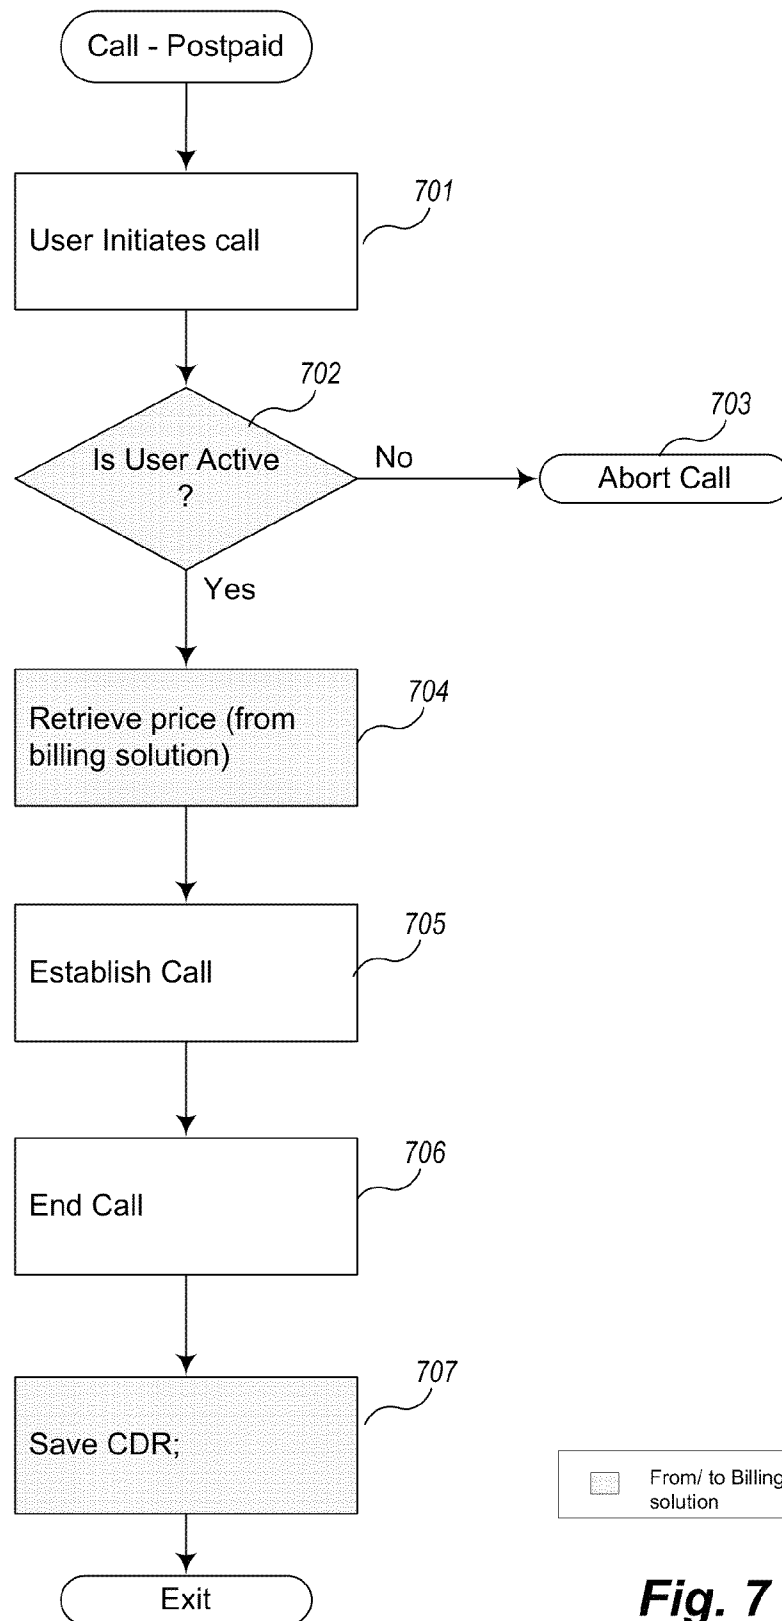 Call - Postpaid
701
User Initiates call
702
Is User Active
?
No
703
Abort Call
Yes
704
Retrieve price (from
billing solution)
705
Establish Call
706
End Call
707
Save CDR;
From/ to Billing
solution
Exit
Fig. 7